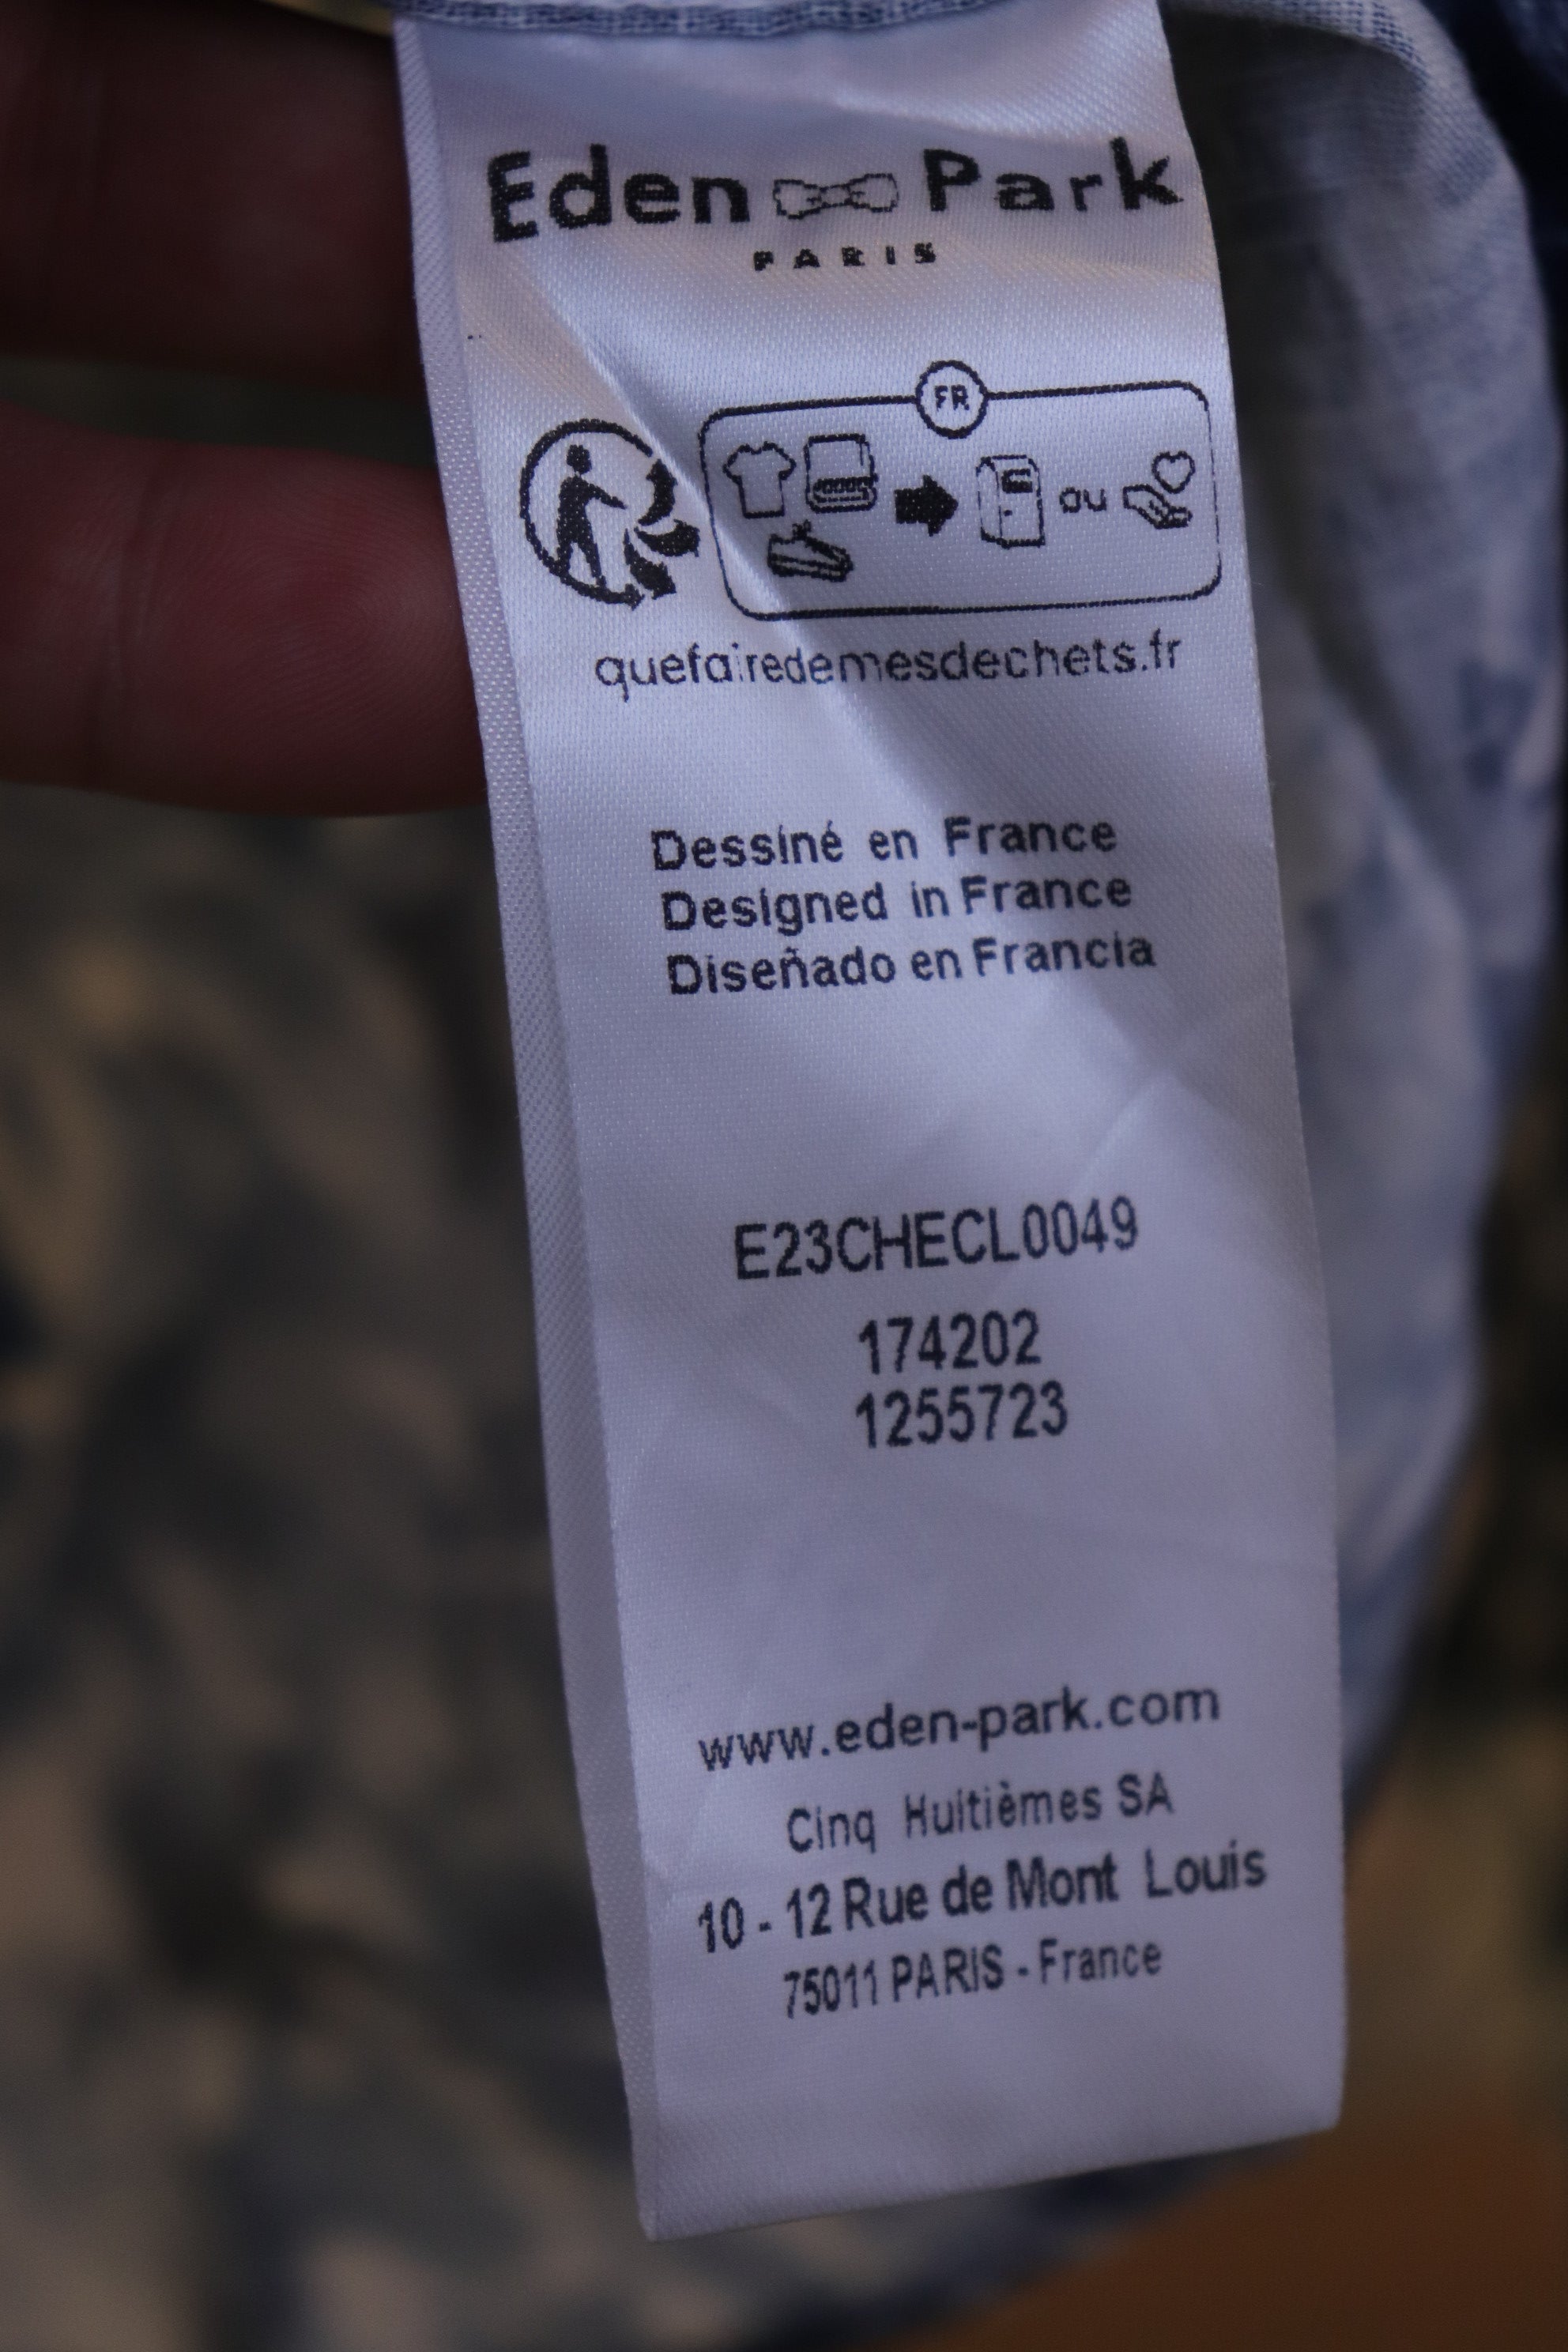 Eden Park
PARIS
FR
ou
quefairedemesdechets.fr
Dessiné en France
Designed in France
Diseñado en Francia
E23CHECL0049
174202
1255723
www.eden-park.com
Cinq Huitièmes SA
10 - 12 Rue de Mont Louis
75011 PARIS - France